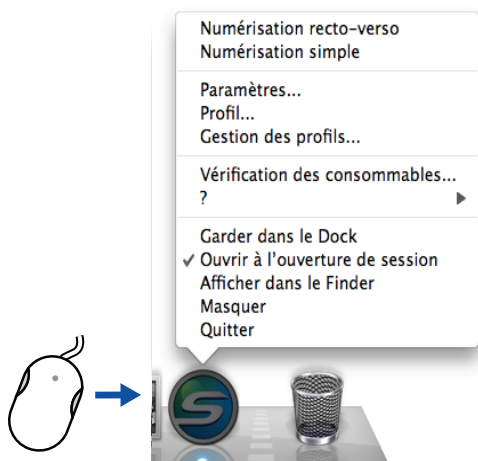 Numérisation recto-verso
Numérisation simple
Paramètres...
Profil...
Gestion des profils...
Vérification des consommables...
?
Garder dans le Dock
Ouvrir à l'ouverture de session
Afficher dans le Finder
Masquer
Quitter
S